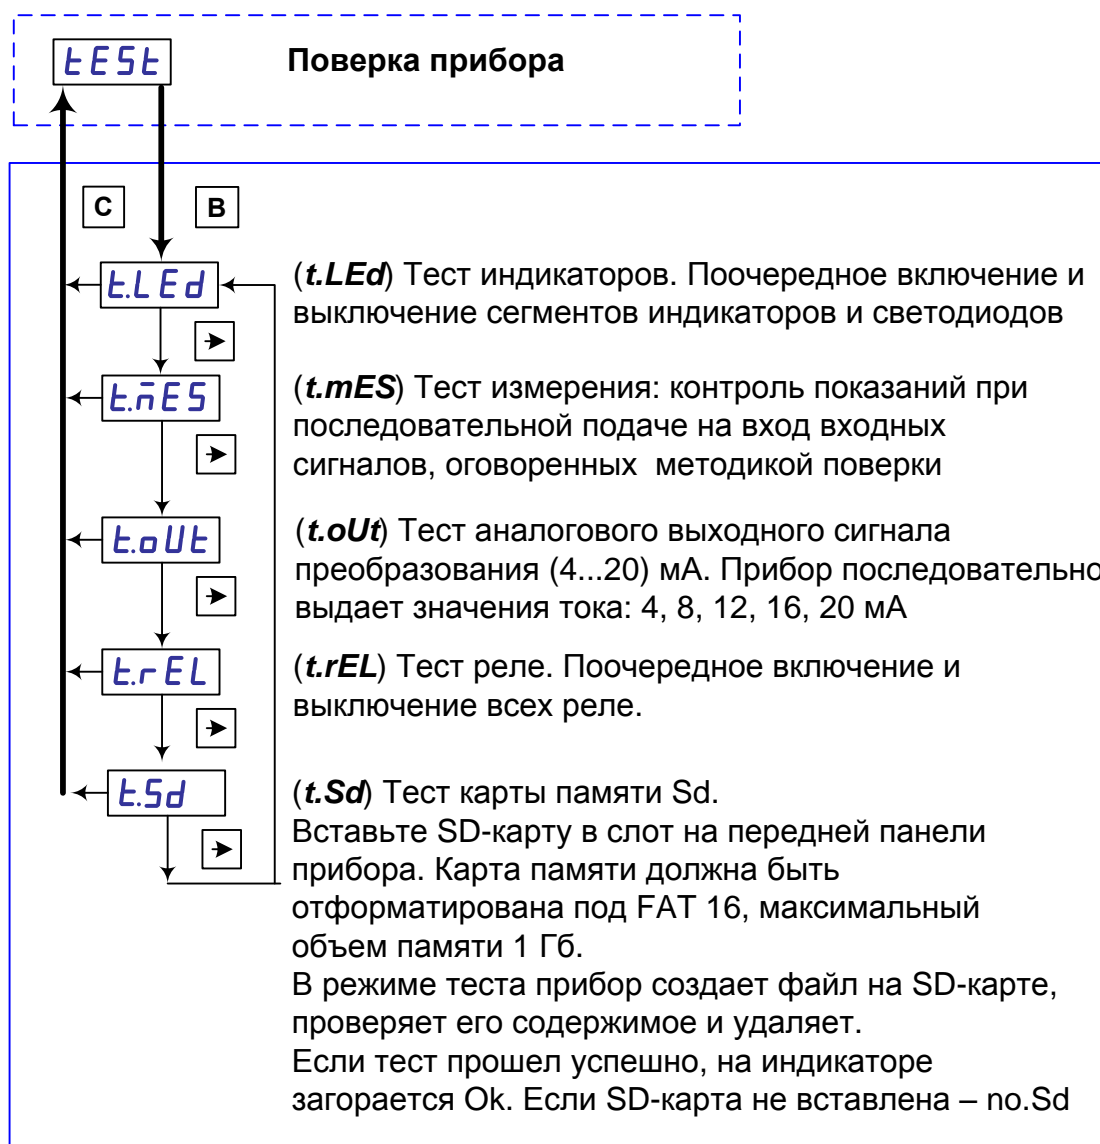 tESt Поверка прибора
C B
t.LEd (t.LEd) Тест индикаторов. Поочередное включение и
выключение сегментов индикаторов и светодиодов
t.mES (t.mES) Тест измерения: контроль показаний при
последовательной подаче на вход входных
сигналов, оговоренных методикой поверки
t.oUt (t.oUt) Тест аналогового выходного сигнала
преобразования (4...20) мА. Прибор последовательно
выдает значения тока: 4, 8, 12, 16, 20 мА
t.rEL (t.rEL) Тест реле. Поочередное включение и
выключение всех реле.
t.Sd (t.Sd) Тест карты памяти Sd.
Вставьте SD-карту в слот на передней панели
прибора. Карта памяти должна быть
отформатирована под FAT 16, максимальный
объем памяти 1 Гб.
В режиме теста прибор создает файл на SD-карте,
проверяет его содержимое и удаляет.
Если тест прошел успешно, на индикаторе
загорается Ok. Если SD-карта не вставлена – no.Sd